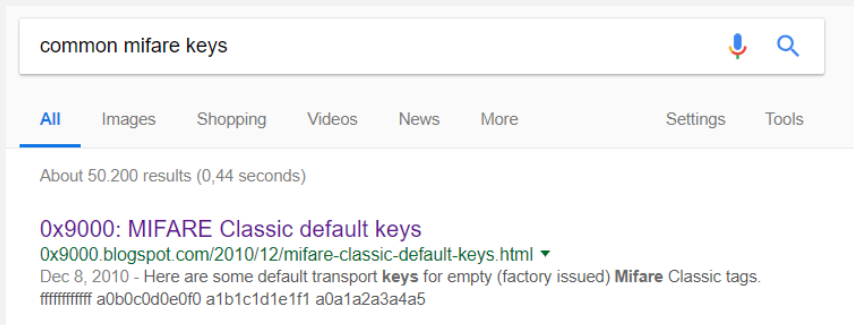 common mifare keys
All Images Shopping Videos News More Settings Tools
About 50.200 results (0,44 seconds)
0x9000: MIFARE Classic default keys
0x9000.blogspot.com/2010/12/mifare-classic-default-keys.html
Dec 8, 2010 - Here are some default transport keys for empty (factory issued) Mifare Classic tags.
ffffffffffff a0b0c0d0e0f0 a1b1c1d1e1f1 a0a1a2a3a4a5